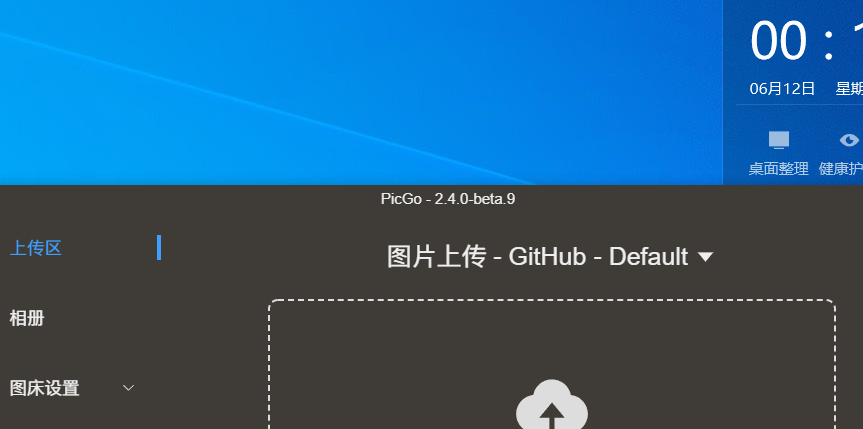 00 : 1
06月12日 星期
桌面整理 健康护
PicGo - 2.4.0-beta.9
上传区
图片上传 - GitHub - Default
相册
图床设置